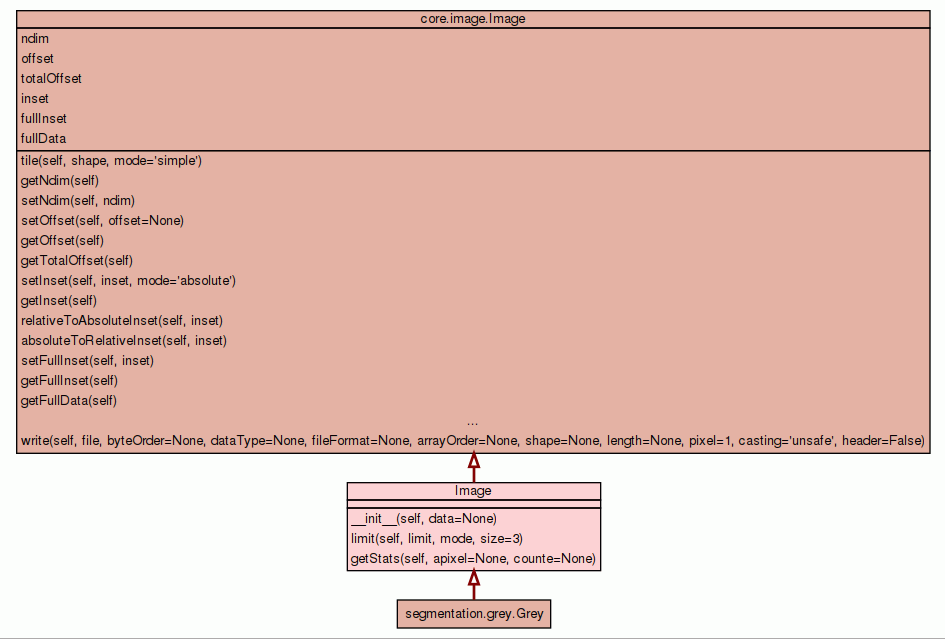 core.image.Image
ndim
offset
totalOffset
inset
fullInset
fullData
tile(self, shape, mode='simple')
getNdim(self)
setNdim(self, ndim)
setOffset(self, offset=None)
getOffset(self)
getTotalOffset(self)
setInset(self, inset, mode='absolute')
getInset(self)
relativeToAbsoluteInset(self, inset)
absoluteToRelativeInset(self, inset)
setFullInset(self, inset)
getFullInset(self)
getFullData(self)
...
write(self, file, byteOrder=None, dataType=None, fileFormat=None, arrayOrder=None, shape=None, length=None, pixel=1, casting='unsafe', header=False)
Image
__init__(self, data=None)
limit(self, limit, mode, size=3)
getStats(self, apixel=None, counte=None)
segmentation.grey.Grey